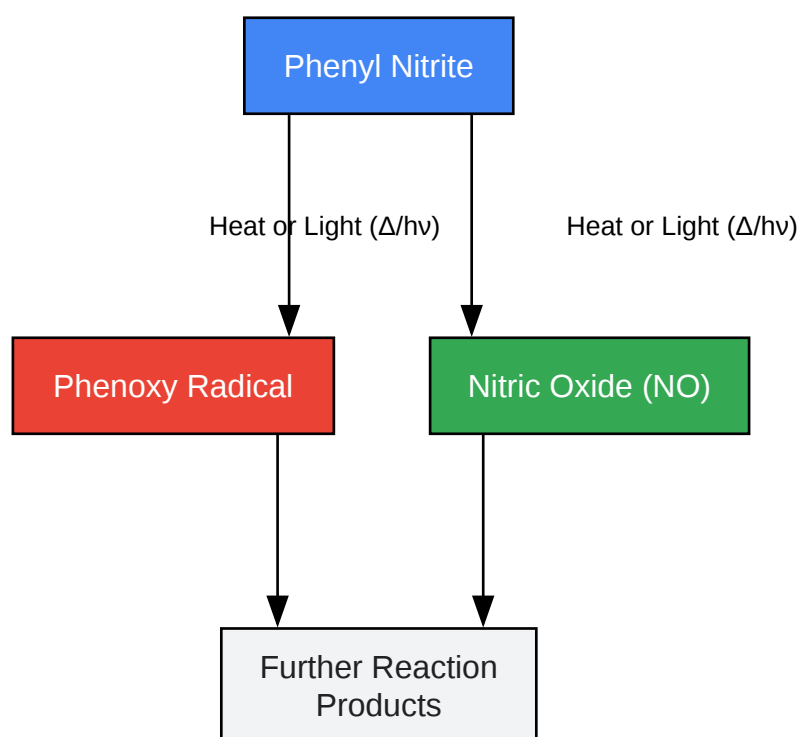 Phenyl Nitrite
Heat or Light (Δ/hν)
Heat or Light (Δ/hν)
Phenoxy Radical
Nitric Oxide (NO)
Further Reaction
Products